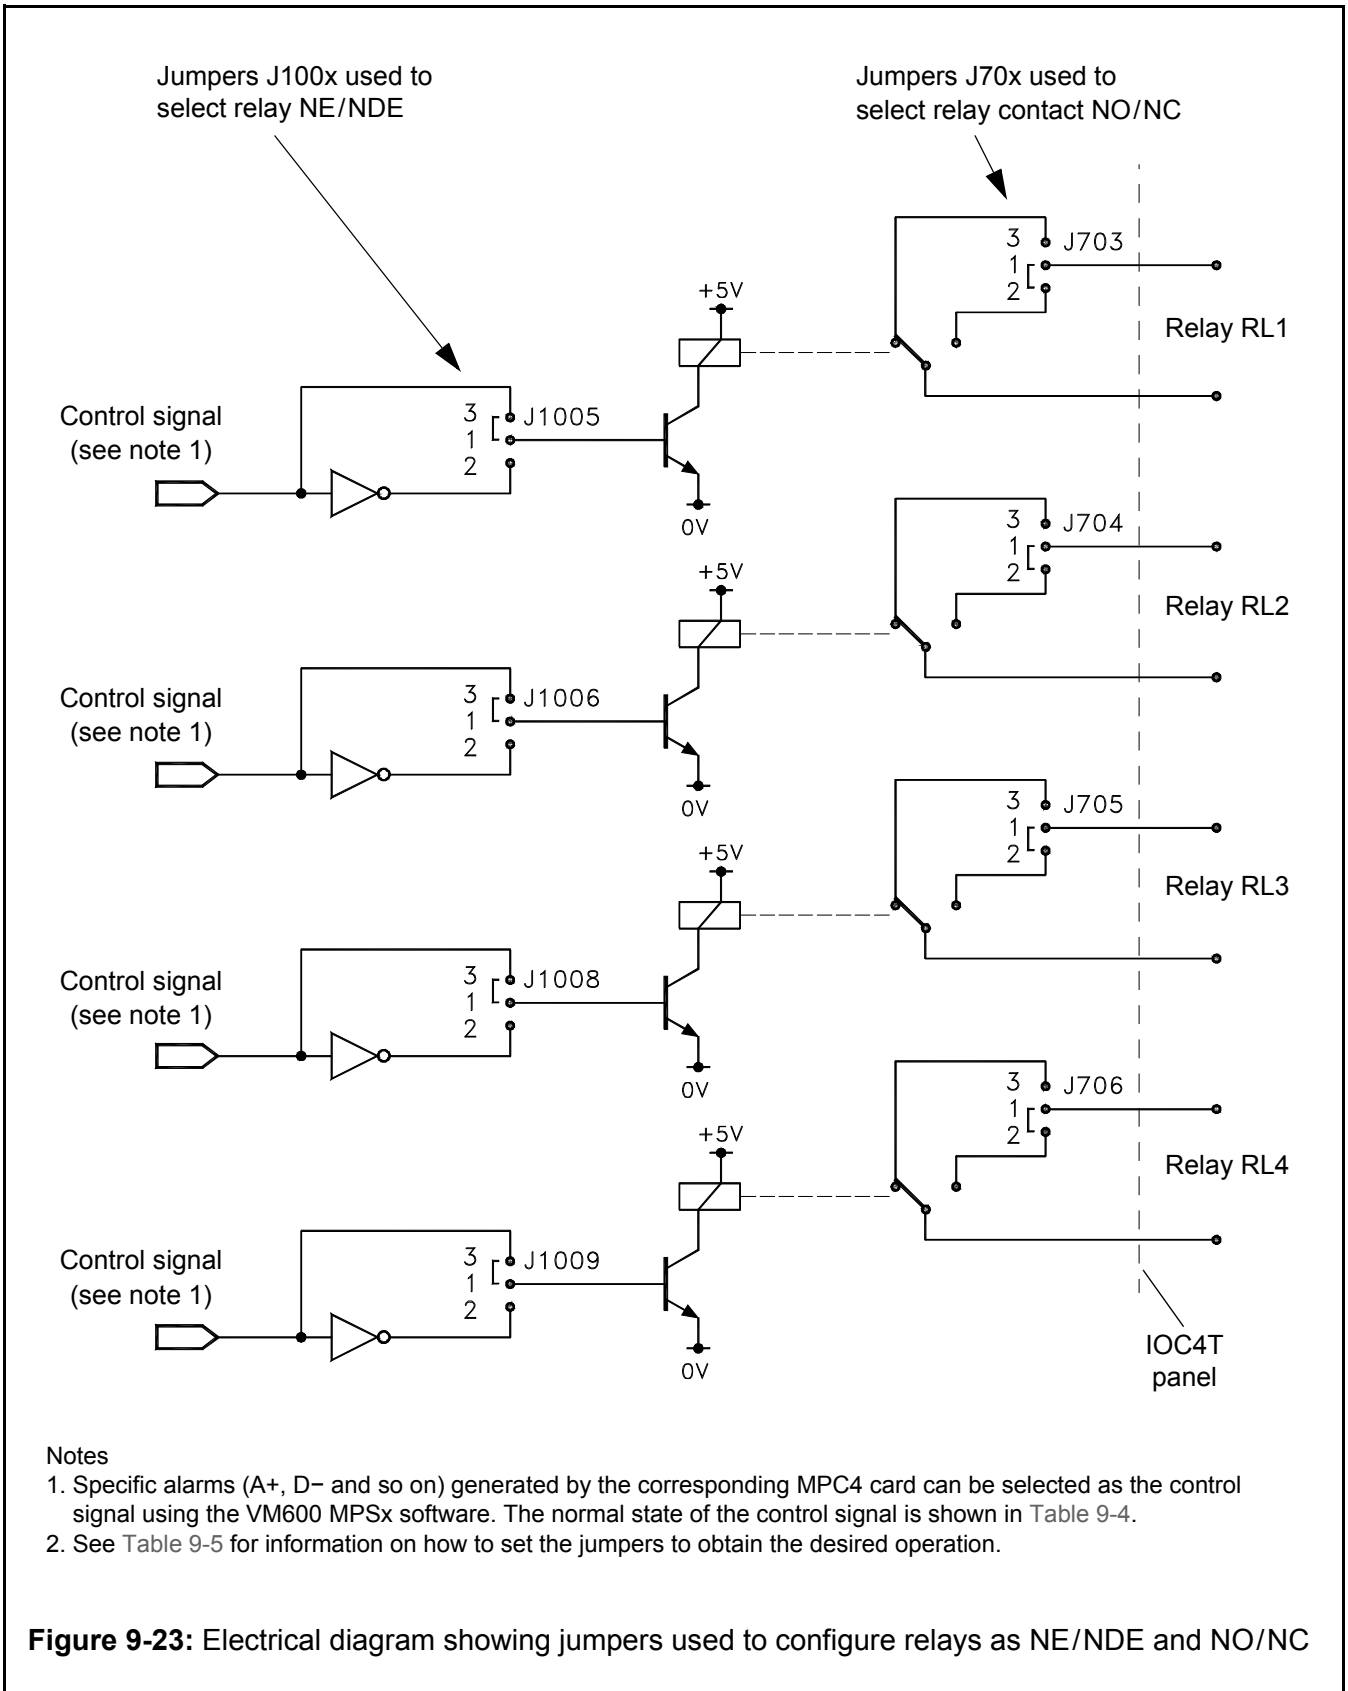 Jumpers J100x used to
select relay NE/NDE
Jumpers J70x used to
select relay contact NO/NC
3
1
2
J703
+5V
Relay RL1
Control signal
(see note 1)
3
1
2
J1005
0V
3
1
2
J704
+5V
Relay RL2
Control signal
(see note 1)
3
1
2
J1006
0V
3
1
2
J705
+5V
Relay RL3
Control signal
(see note 1)
3
1
2
J1008
0V
3
1
2
J706
+5V
Relay RL4
Control signal
(see note 1)
3
1
2
J1009
0V
IOC4T
panel
Notes
1. Specific alarms (A+, D− and so on) generated by the corresponding MPC4 card can be selected as the control
signal using the VM600 MPSx software. The normal state of the control signal is shown in Table 9-4.
2. See Table 9-5 for information on how to set the jumpers to obtain the desired operation.
Figure 9-23: Electrical diagram showing jumpers used to configure relays as NE/NDE and NO/NC